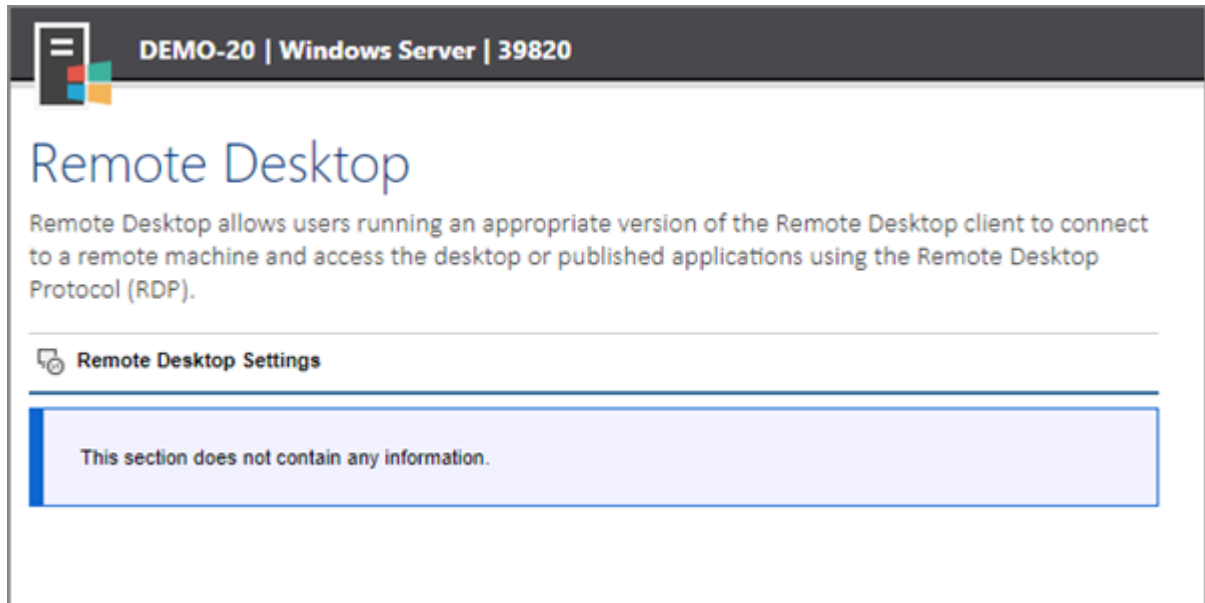 DEMO-20 | Windows Server | 39820
Remote Desktop
Remote Desktop allows users running an appropriate version of the Remote Desktop client to connect
to a remote machine and access the desktop or published applications using the Remote Desktop
Protocol (RDP).
Remote Desktop Settings
This section does not contain any information.